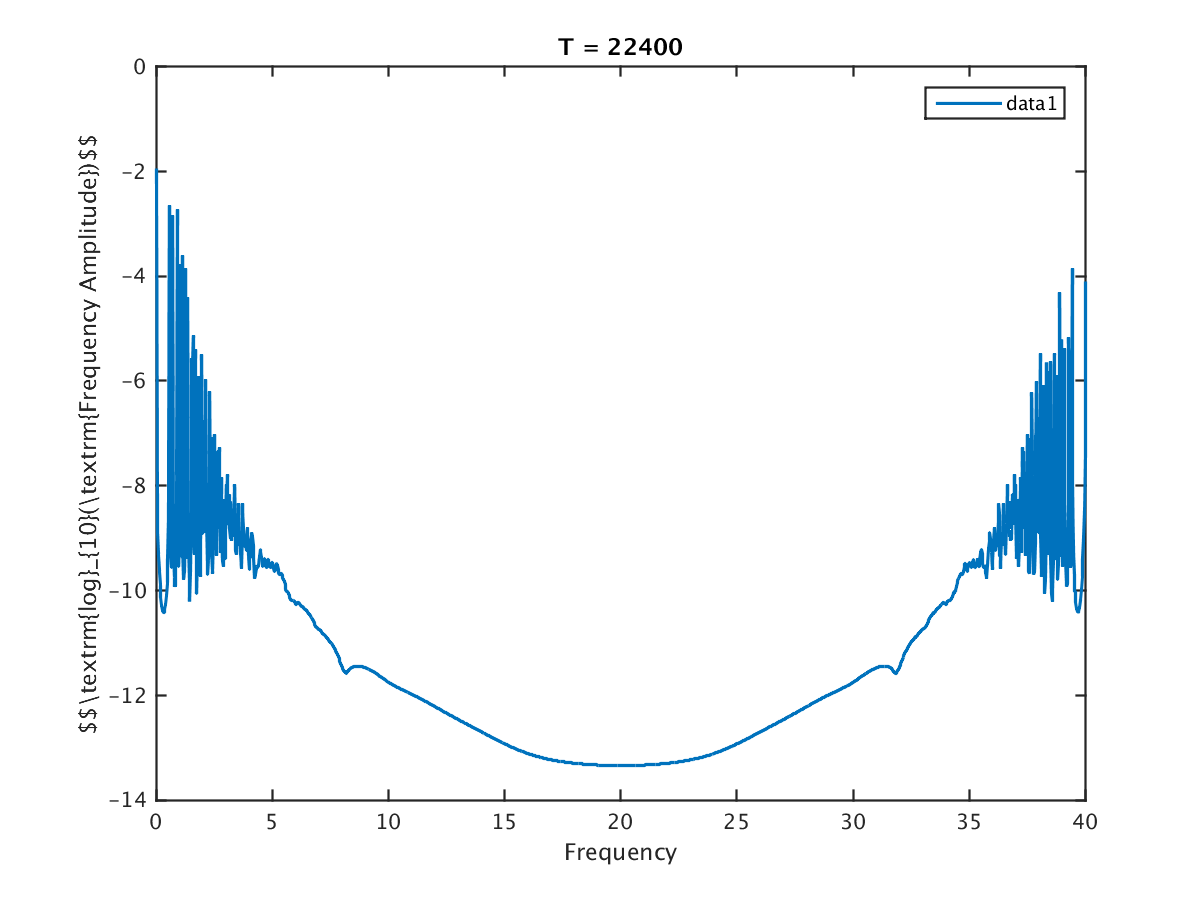 T = 22400
data1
$$\textrm{log}_{10}(\textrm{Frequency Amplitude})$$
0
−2
−4
−6
−8
−10
−12
−14
0 5 10 15 20 25 30 35 40
Frequency